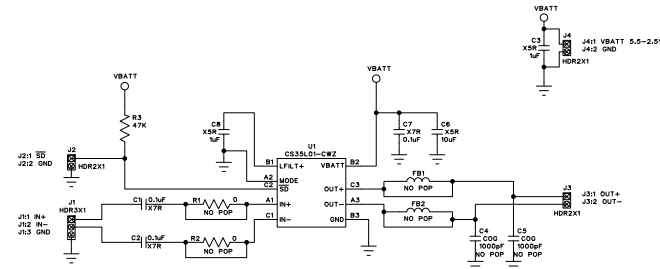 VBATT
C3
X5R
1uF
J4
HDR2X1
J4:1 VBATT 5.5-2.5V
J4:2 GND
VBATT
R3
47K
J2:1 SD
J2:2 GND
J2
HDR2X1
C8
X5R
1uF
U1
CS35L01-CWZ
B1 LFILT+
A2 MODE
C2 SD
A1 IN+
C1 IN-
VBATT B2
OUT+ C3
OUT- A3
GND B3
VBATT
C7
X7R
0.1uF
C6
X5R
10uF
FB1
NO POP
FB2
NO POP
J3
HDR2X1
J3:1 OUT+
J3:2 OUT-
C4
COG
1000pF
NO POP
C5
COG
1000pF
NO POP
J1
HDR3X1
J1:1 IN+
J1:2 IN-
J1:3 GND
C1 0.1uF
X7R
R1 0
NO POP
C2 0.1uF
X7R
R2 0
NO POP